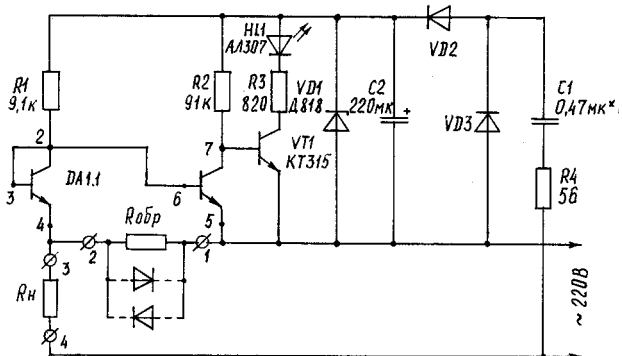 HL1
АЛ307
R1
9,1к
R2
91к
R3
820
VD1
Д818
C2
220мк
+
VD2
VD3
C1
0,47мк×
R4
56
2
3
DA1.1
4
6
7
5
VT1
КТ315
Rобр
2
1
3
Rн
4
~ 220В